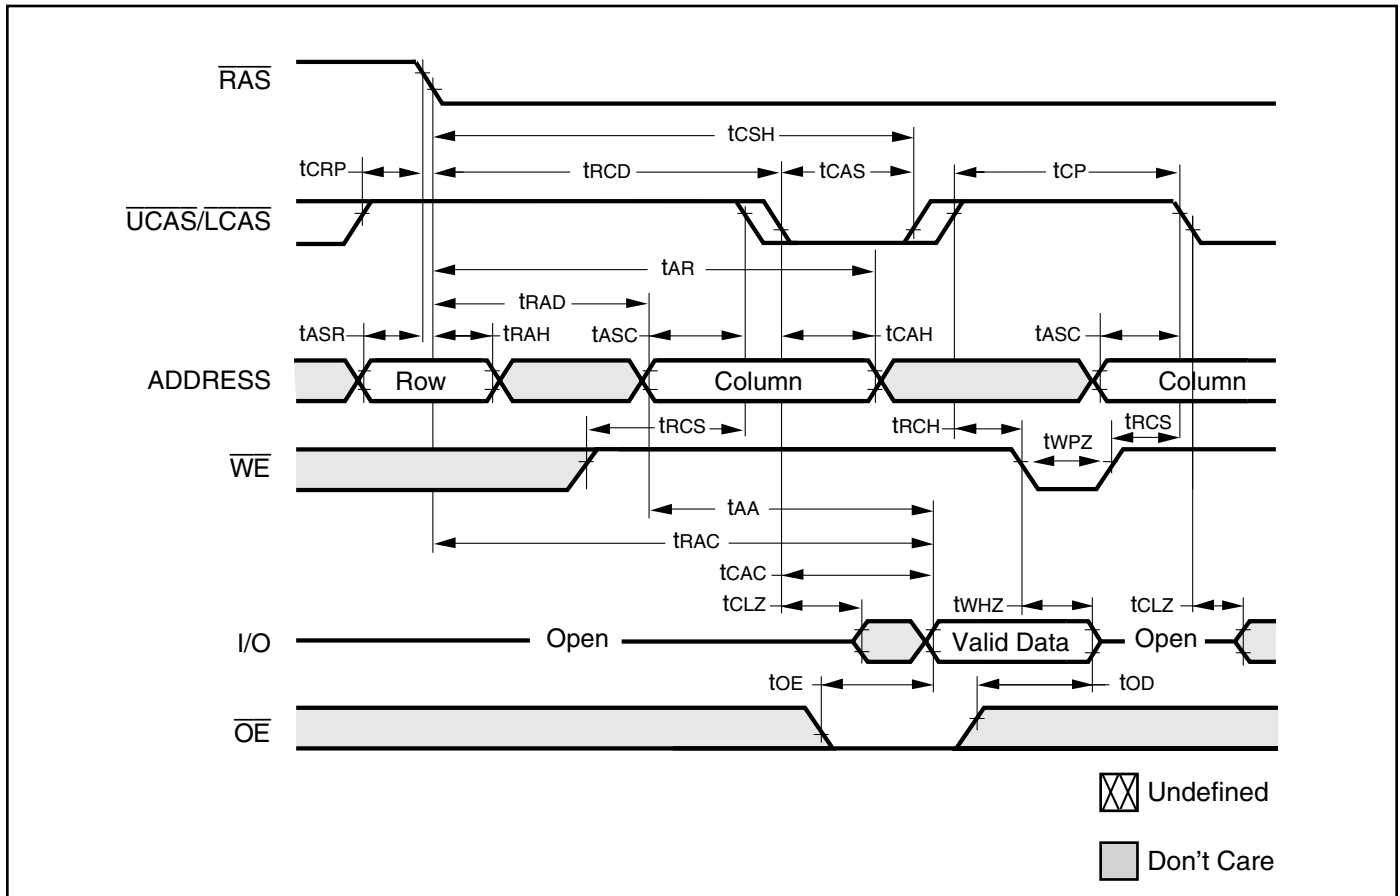 RAS
tCSH
tCRP
tRCD
tCAS
tCP
UCAS/LCAS
tAR
tRAD
tASR
tRAH
tASC
tCAH
tASC
ADDRESS
Row
Column
Column
tRCS
tRCH
tWPZ
tRCS
WE
tAA
tRAC
tCAC
tCLZ
tWHZ
tCLZ
I/O
Open
Valid Data
Open
tOE
tOD
OE
Undefined
Don't Care